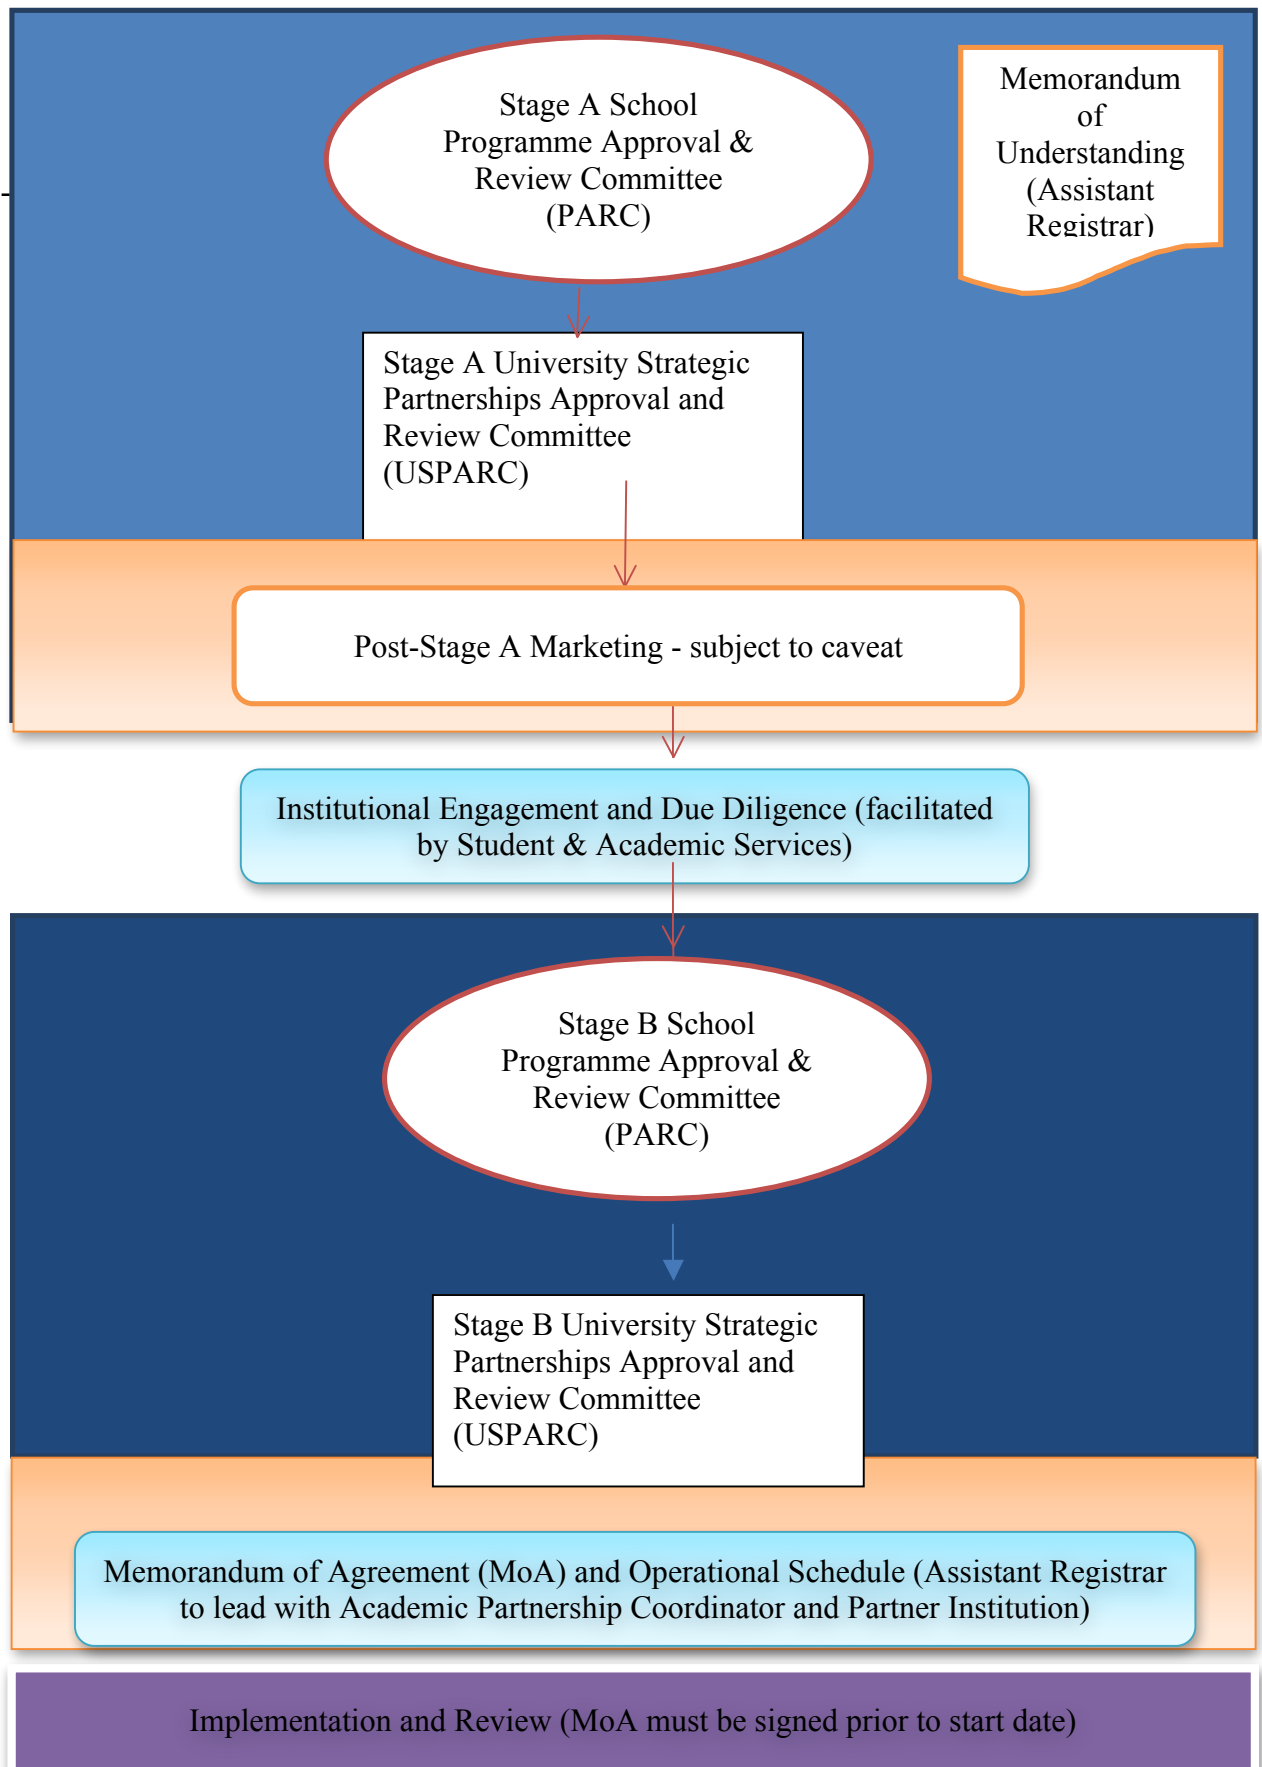 Stage A School
Programme Approval &
Review Committee
(PARC)
Memorandum
of
Understanding
(Assistant
Registrar)
Stage A University Strategic
Partnerships Approval and
Review Committee
(USPARC)
Post-Stage A Marketing - subject to caveat
Institutional Engagement and Due Diligence (facilitated
by Student & Academic Services)
Stage B School
Programme Approval &
Review Committee
(PARC)
Stage B University Strategic
Partnerships Approval and
Review Committee
(USPARC)
Memorandum of Agreement (MoA) and Operational Schedule (Assistant Registrar
to lead with Academic Partnership Coordinator and Partner Institution)
Implementation and Review (MoA must be signed prior to start date)